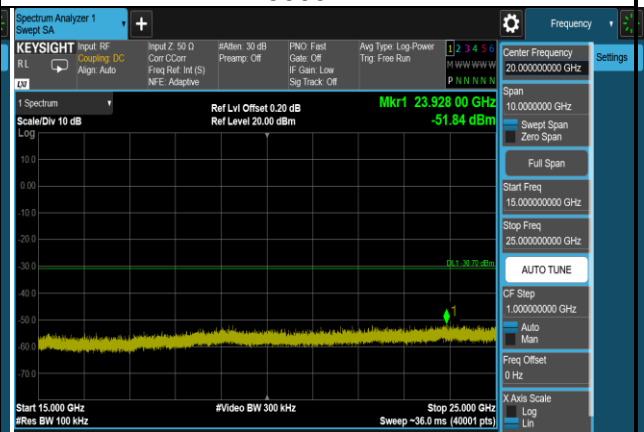 Spectrum Analyzer 1
Swept SA
+
Frequency
KEYSIGHT
RL
LXI
Input: RF
Coupling: DC
Align: Auto
Input Z: 50 Ω
Corr CCorr
Freq Ref: Int (S)
NFE: Adaptive
#Atten: 30 dB
Preamp: Off
PNO: Fast
Gate: Off
IF Gain: Low
Sig Track: Off
Avg Type: Log-Power
Trig: Free Run
1 2 3 4 5 6
M W W W W W
P N N N N N
1 Spectrum
Scale/Div 10 dB
Ref Lvl Offset 0.20 dB
Ref Level 20.00 dBm
Mkr1 23.928 00 GHz
-51.84 dBm
Log
10.0
0.00
-10.0
-20.0
-30.0
-40.0
-50.0
-60.0
-70.0
DL1 -30.70 dBm
1
Start 15.000 GHz
#Res BW 100 kHz
#Video BW 300 kHz
Stop 25.000 GHz
Sweep ~36.0 ms (40001 pts)
Center Frequency
20.000000000 GHz
Settings
Span
10.0000000 GHz
Swept Span
Zero Span
Full Span
Start Freq
15.000000000 GHz
Stop Freq
25.000000000 GHz
AUTO TUNE
CF Step
1.000000000 GHz
Auto
Man
Freq Offset
0 Hz
X Axis Scale
Log
Lin